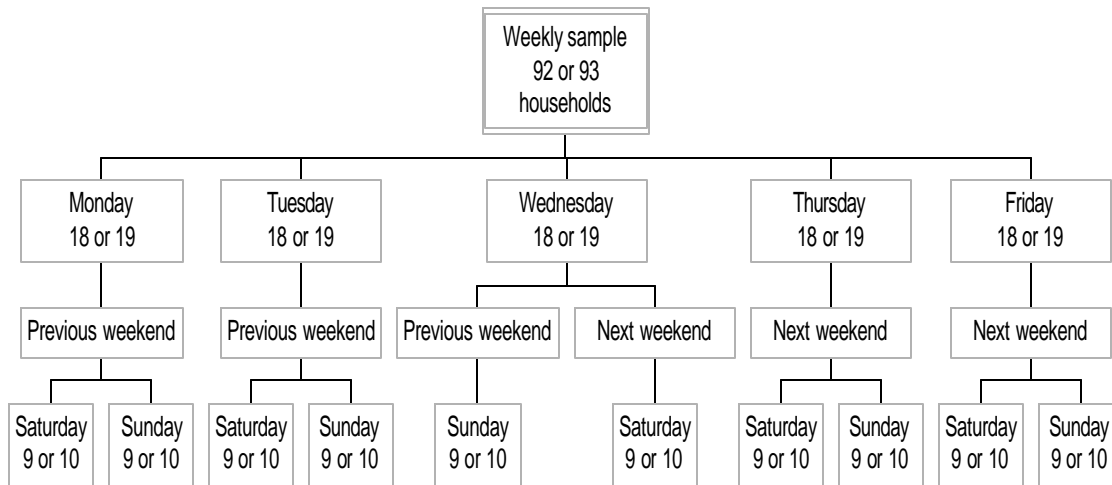 Weekly sample
92 or 93
households
Monday
18 or 19
Tuesday
18 or 19
Wednesday
18 or 19
Thursday
18 or 19
Friday
18 or 19
Previous weekend
Previous weekend
Previous weekend
Next weekend
Next weekend
Next weekend
Saturday
9 or 10
Sunday
9 or 10
Saturday
9 or 10
Sunday
9 or 10
Sunday
9 or 10
Saturday
9 or 10
Saturday
9 or 10
Sunday
9 or 10
Saturday
9 or 10
Sunday
9 or 10